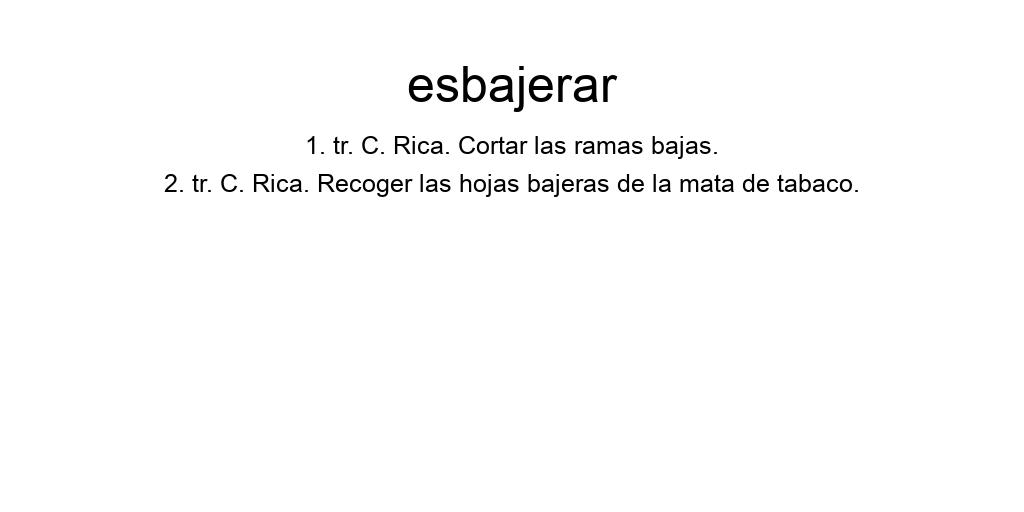 esbajerar
1. tr. C. Rica. Cortar las ramas bajas.
2. tr. C. Rica. Recoger las hojas bajeras de la mata de tabaco.